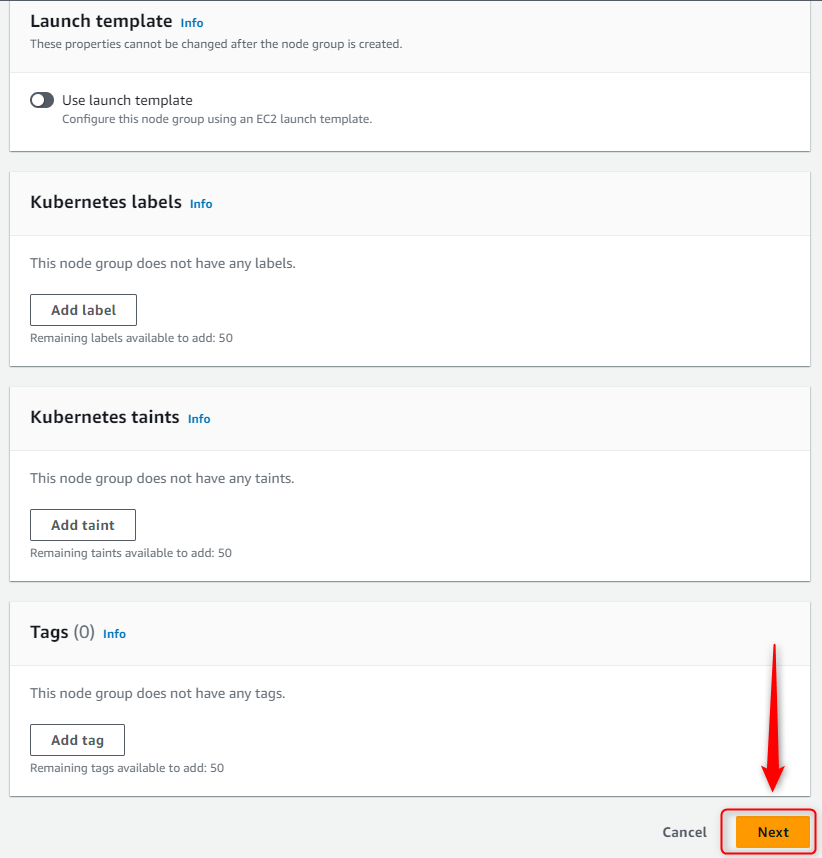 Launch template Info
These properties cannot be changed after the node group is created.
Use launch template
Configure this node group using an EC2 launch template.
Kubernetes labels Info
This node group does not have any labels.
Add label
Remaining labels available to add: 50
Kubernetes taints Info
This node group does not have any taints.
Add taint
Remaining taints available to add: 50
Tags (0) Info
This node group does not have any tags.
Add tag
Remaining tags available to add: 50
Cancel Next